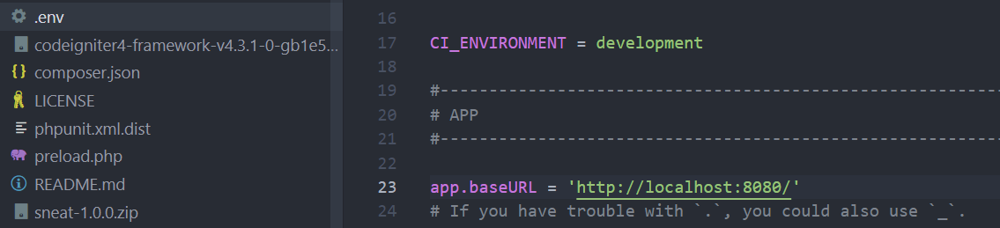 .env
codeigniter4-framework-v4.3.1-0-gb1e5...
composer.json
LICENSE
phpunit.xml.dist
preload.php
README.md
sneat-1.0.0.zip
16
17 CI_ENVIRONMENT = development
18
19 #-----------------------------------------------------------
20 # APP
21 #-----------------------------------------------------------
22
23 app.baseURL = 'http://localhost:8080/'
24 # If you have trouble with `.`, you could also use `_`.